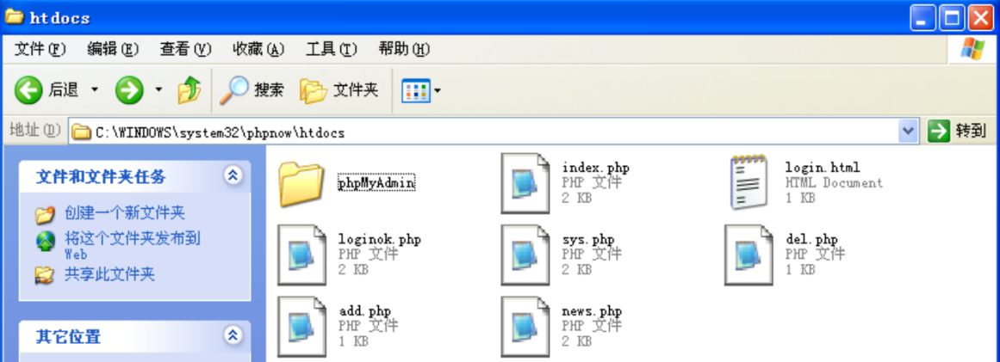 htdocs
文件(F) 编辑(E) 查看(V) 收藏(A) 工具(T) 帮助(H)
后退 搜索 文件夹
地址(D) C:\WINDOWS\system32\phpnow\htdocs 转到
文件和文件夹任务
创建一个新文件夹
将这个文件夹发布到
Web
共享此文件夹
其它位置
phpMyAdmin
index.php
PHP 文件
2 KB
login.html
HTML Document
1 KB
loginok.php
PHP 文件
2 KB
sys.php
PHP 文件
2 KB
del.php
PHP 文件
1 KB
add.php
PHP 文件
1 KB
news.php
PHP 文件
2 KB